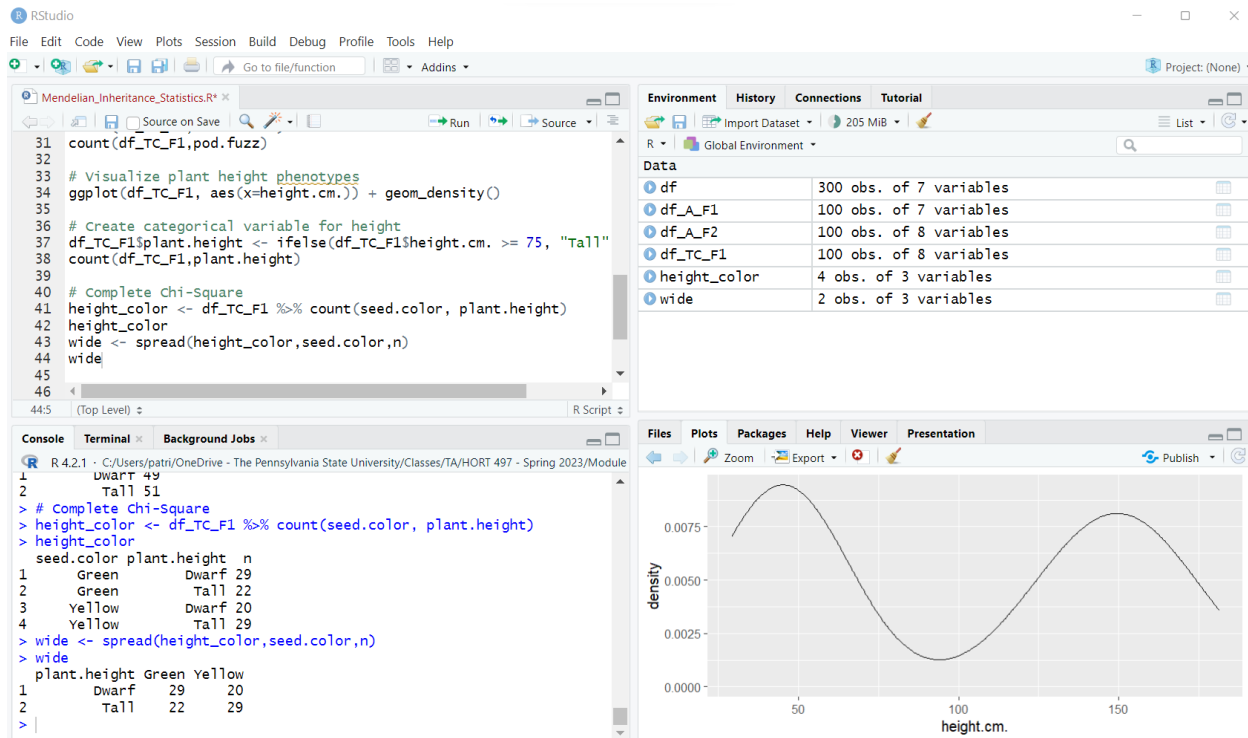 RStudio
File Edit Code View Plots Session Build Debug Profile Tools Help
Go to file/function Addins Project: (None)
Mendelian_Inheritance_Statistics.R*
Source on Save Run Source
31 count(df_TC_F1,pod.fuzz)
32
33 # Visualize plant height phenotypes
34 ggplot(df_TC_F1, aes(x=height.cm.)) + geom_density()
35
36 # Create categorical variable for height
37 df_TC_F1$plant.height <- ifelse(df_TC_F1$height.cm. >= 75, "Tall"
38 count(df_TC_F1,plant.height)
39
40 # Complete Chi-Square
41 height_color <- df_TC_F1 %>% count(seed.color, plant.height)
42 height_color
43 wide <- spread(height_color,seed.color,n)
44 wide
45
46
44:5 (Top Level) R Script
Console Terminal Background Jobs
R 4.2.1 · C:/Users/patri/OneDrive - The Pennsylvania State University/Classes/TA/HORT 497 - Spring 2023/Module
1 Dwarf 49
2 Tall 51
> # Complete Chi-Square
> height_color <- df_TC_F1 %>% count(seed.color, plant.height)
> height_color
seed.color plant.height n
1 Green Dwarf 29
2 Green Tall 22
3 Yellow Dwarf 20
4 Yellow Tall 29
> wide <- spread(height_color,seed.color,n)
> wide
plant.height Green Yellow
1 Dwarf 29 20
2 Tall 22 29
>
Environment History Connections Tutorial
Import Dataset 205 MiB List
R Global Environment
Data
df 300 obs. of 7 variables
df_A_F1 100 obs. of 7 variables
df_A_F2 100 obs. of 8 variables
df_TC_F1 100 obs. of 8 variables
height_color 4 obs. of 3 variables
wide 2 obs. of 3 variables
Files Plots Packages Help Viewer Presentation
Zoom Export Publish
0.0075
0.0050
0.0025
0.0000
density
50 100 150
height.cm.